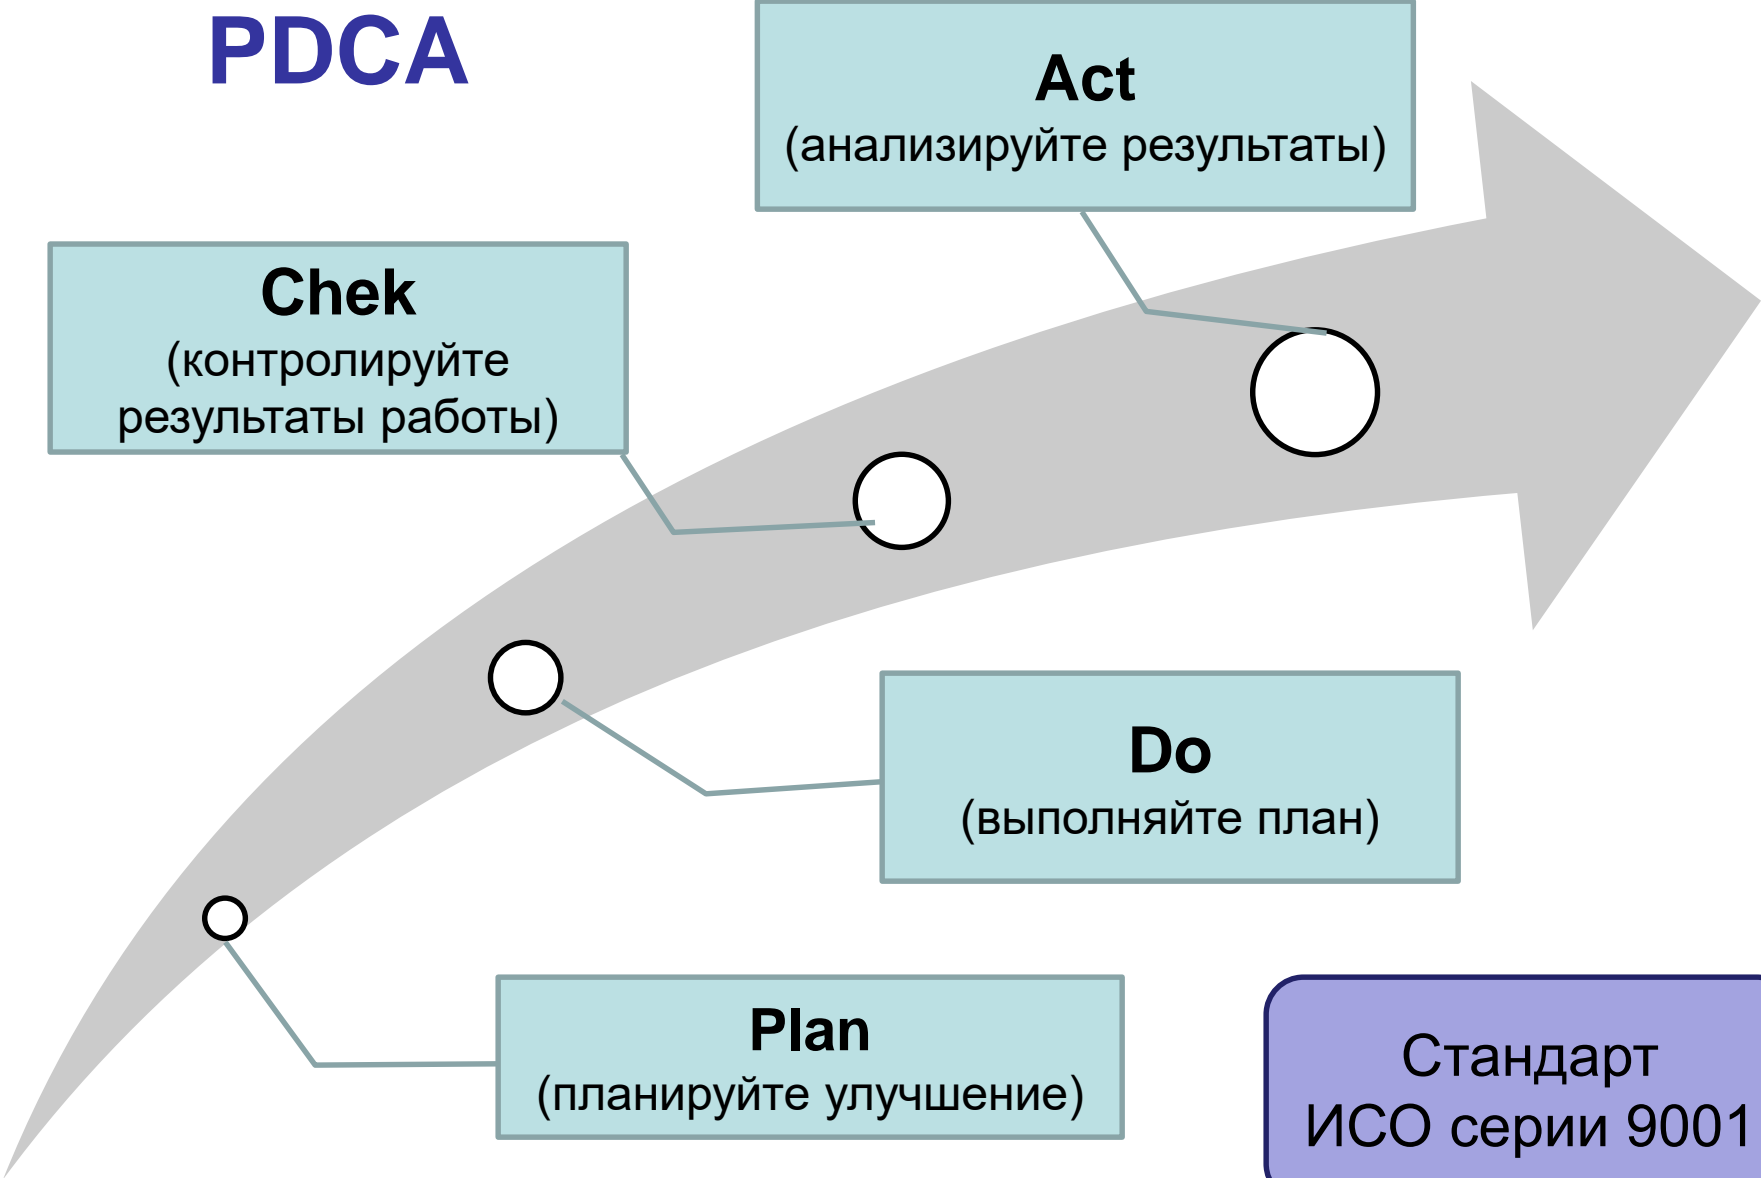 PDCA
Act
(анализируйте результаты)
Chek
(контролируйте
результаты работы)
Do
(выполняйте план)
Plan
(планируйте улучшение)
Стандарт
ИСО серии 9001